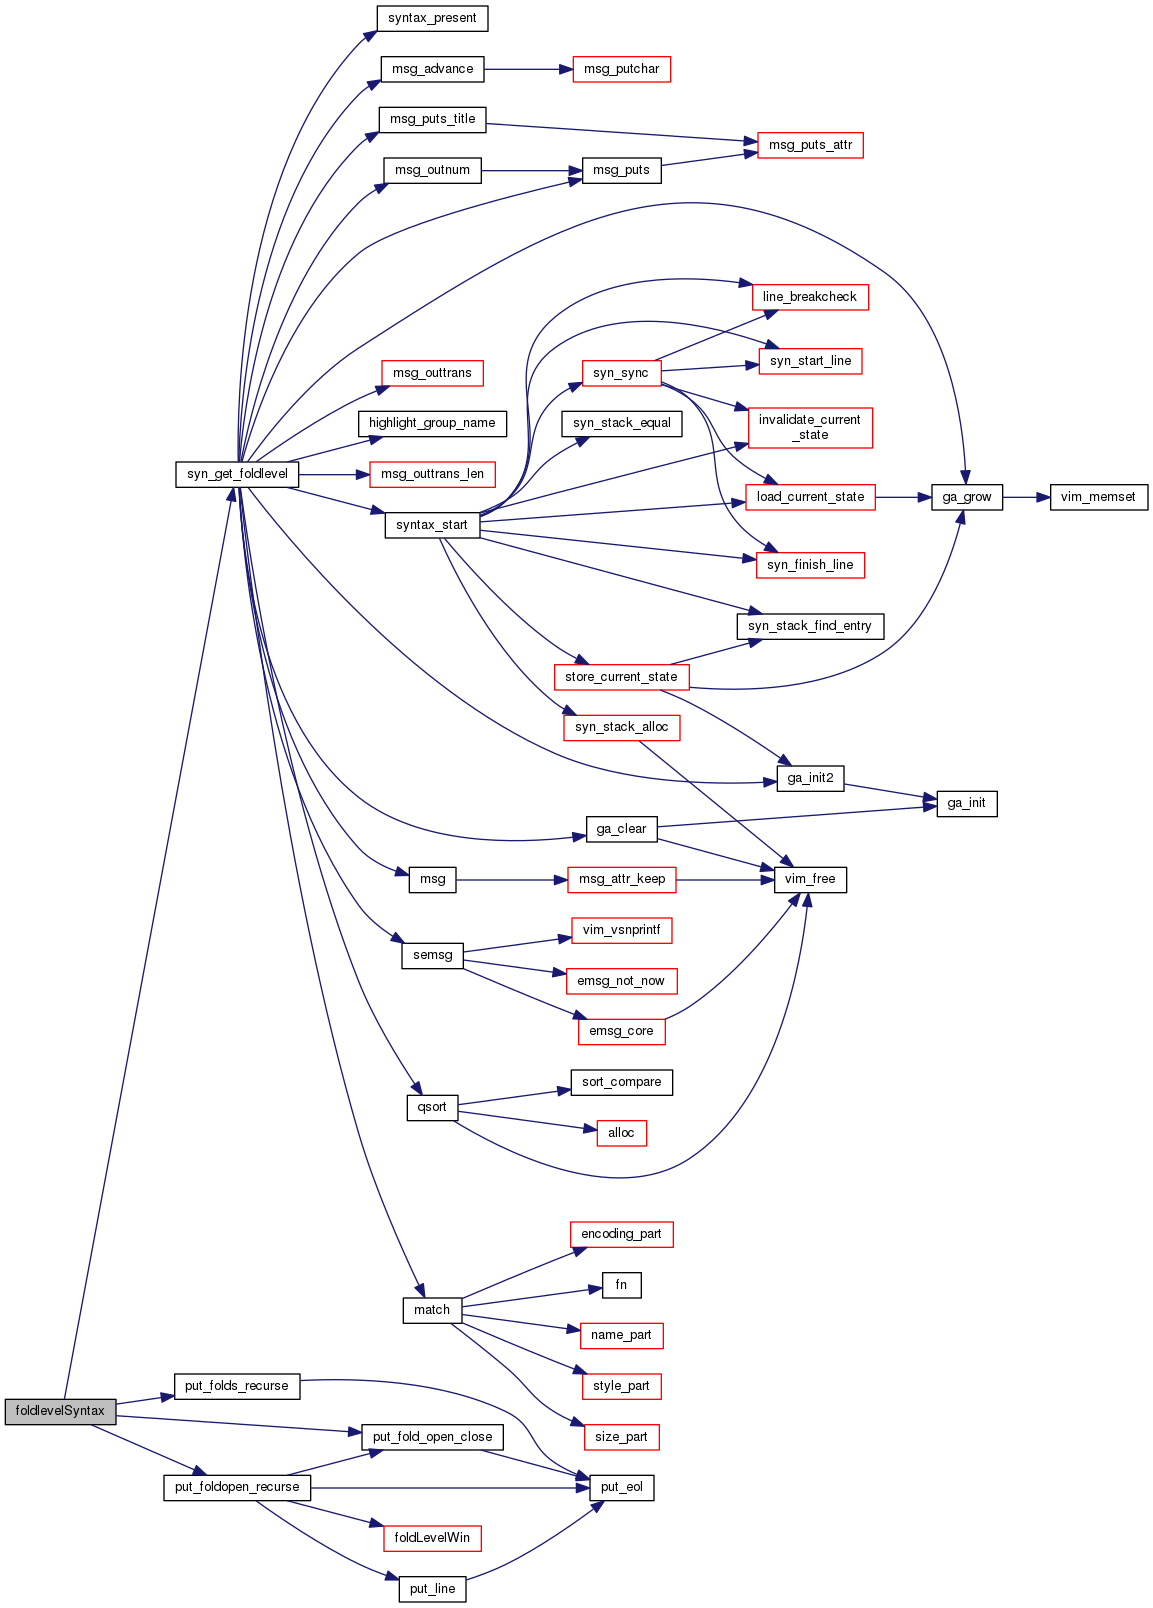 syntax_present
msg_advance
msg_putchar
msg_puts_title
msg_puts_attr
msg_outnum
msg_puts
line_breakcheck
syn_start_line
msg_outtrans
syn_sync
highlight_group_name
syn_stack_equal
invalidate_current
_state
syn_get_foldlevel
msg_outtrans_len
load_current_state
ga_grow
vim_memset
syntax_start
syn_finish_line
syn_stack_find_entry
store_current_state
syn_stack_alloc
ga_init2
ga_init
ga_clear
msg
msg_attr_keep
vim_free
vim_vsnprintf
semsg
emsg_not_now
emsg_core
sort_compare
qsort
alloc
encoding_part
fn
match
name_part
put_folds_recurse
style_part
foldlevelSyntax
put_fold_open_close
size_part
put_foldopen_recurse
put_eol
foldLevelWin
put_line